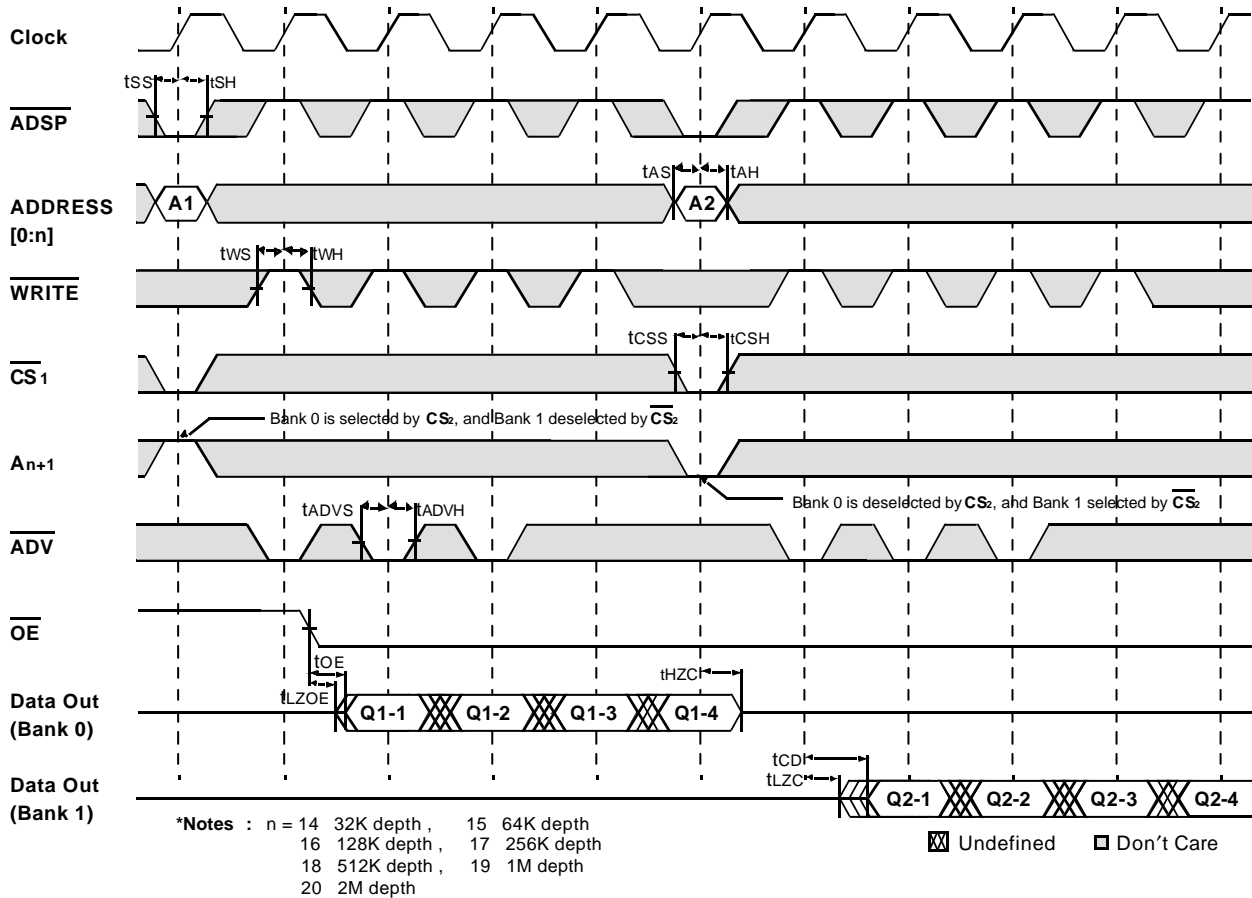 Clock
tSS tSH
ADSP
tAS tAH
ADDRESS
[0:n]
A1 A2
tWS tWH
WRITE
tCSS tCSH
CS1
Bank 0 is selected by CS2, and Bank 1 deselected by CS2
An+1
Bank 0 is deselected by CS2, and Bank 1 selected by CS2
tADVS tADVH
ADV
OE
tOE tHZC
tLZOE
Data Out
(Bank 0)
Q1-1 Q1-2 Q1-3 Q1-4
tCD
tLZC
Data Out
(Bank 1)
Q2-1 Q2-2 Q2-3 Q2-4
*Notes : n = 14 32K depth , 15 64K depth
16 128K depth , 17 256K depth
18 512K depth , 19 1M depth
20 2M depth
Undefined Don′t Care